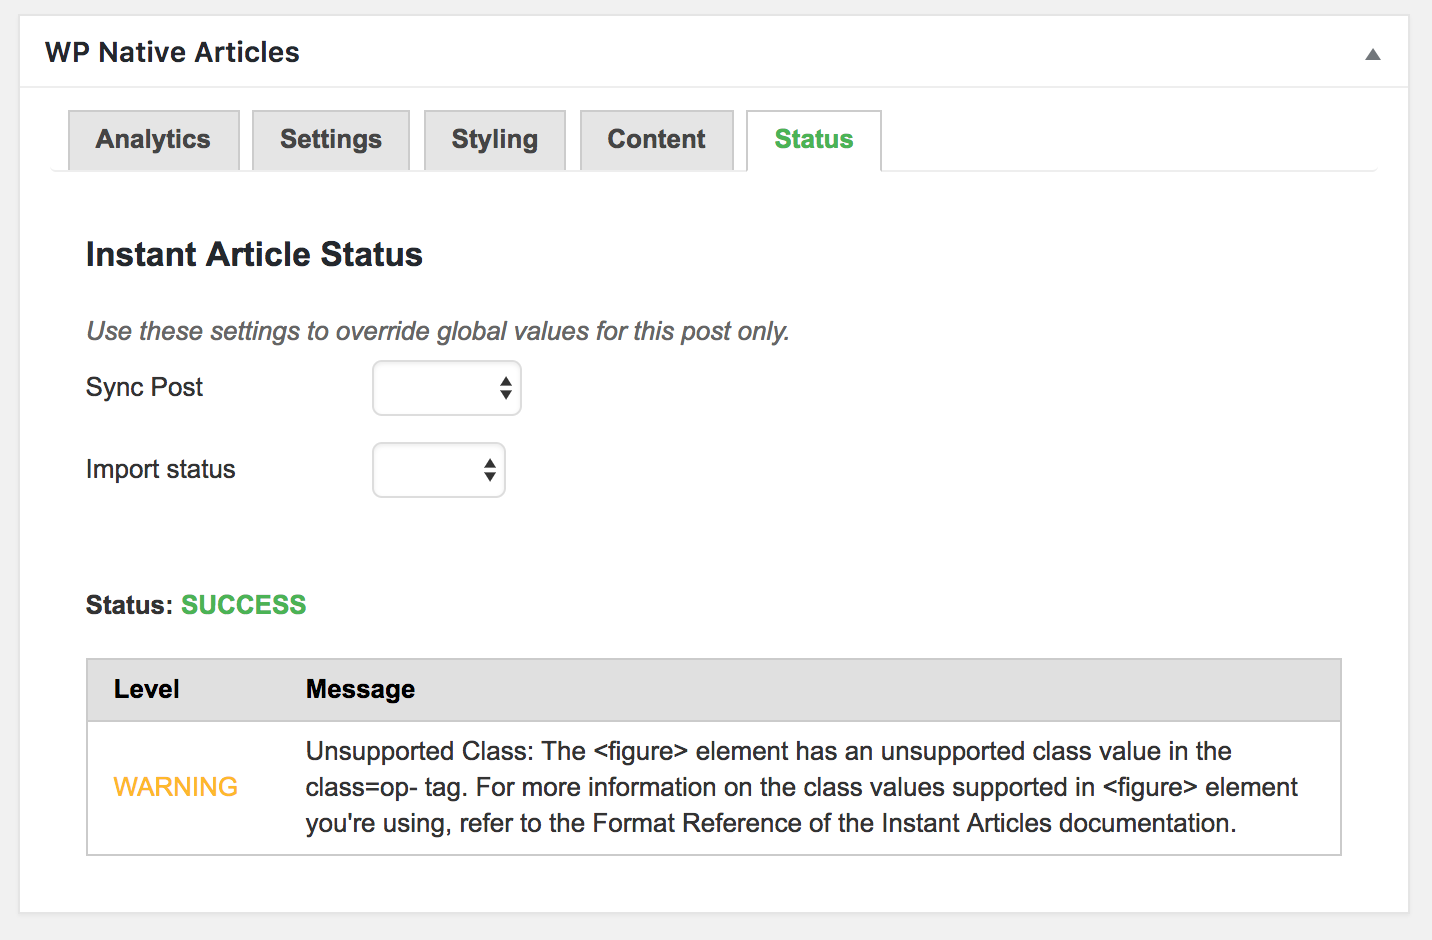 WP Native Articles
Analytics
Settings
Styling
Content
Status
Instant Article Status
Use these settings to override global values for this post only.
Sync Post
Import status
Status: SUCCESS
Level Message
WARNING
Unsupported Class: The <figure> element has an unsupported class value in the
class=op- tag. For more information on the class values supported in <figure> element
you're using, refer to the Format Reference of the Instant Articles documentation.